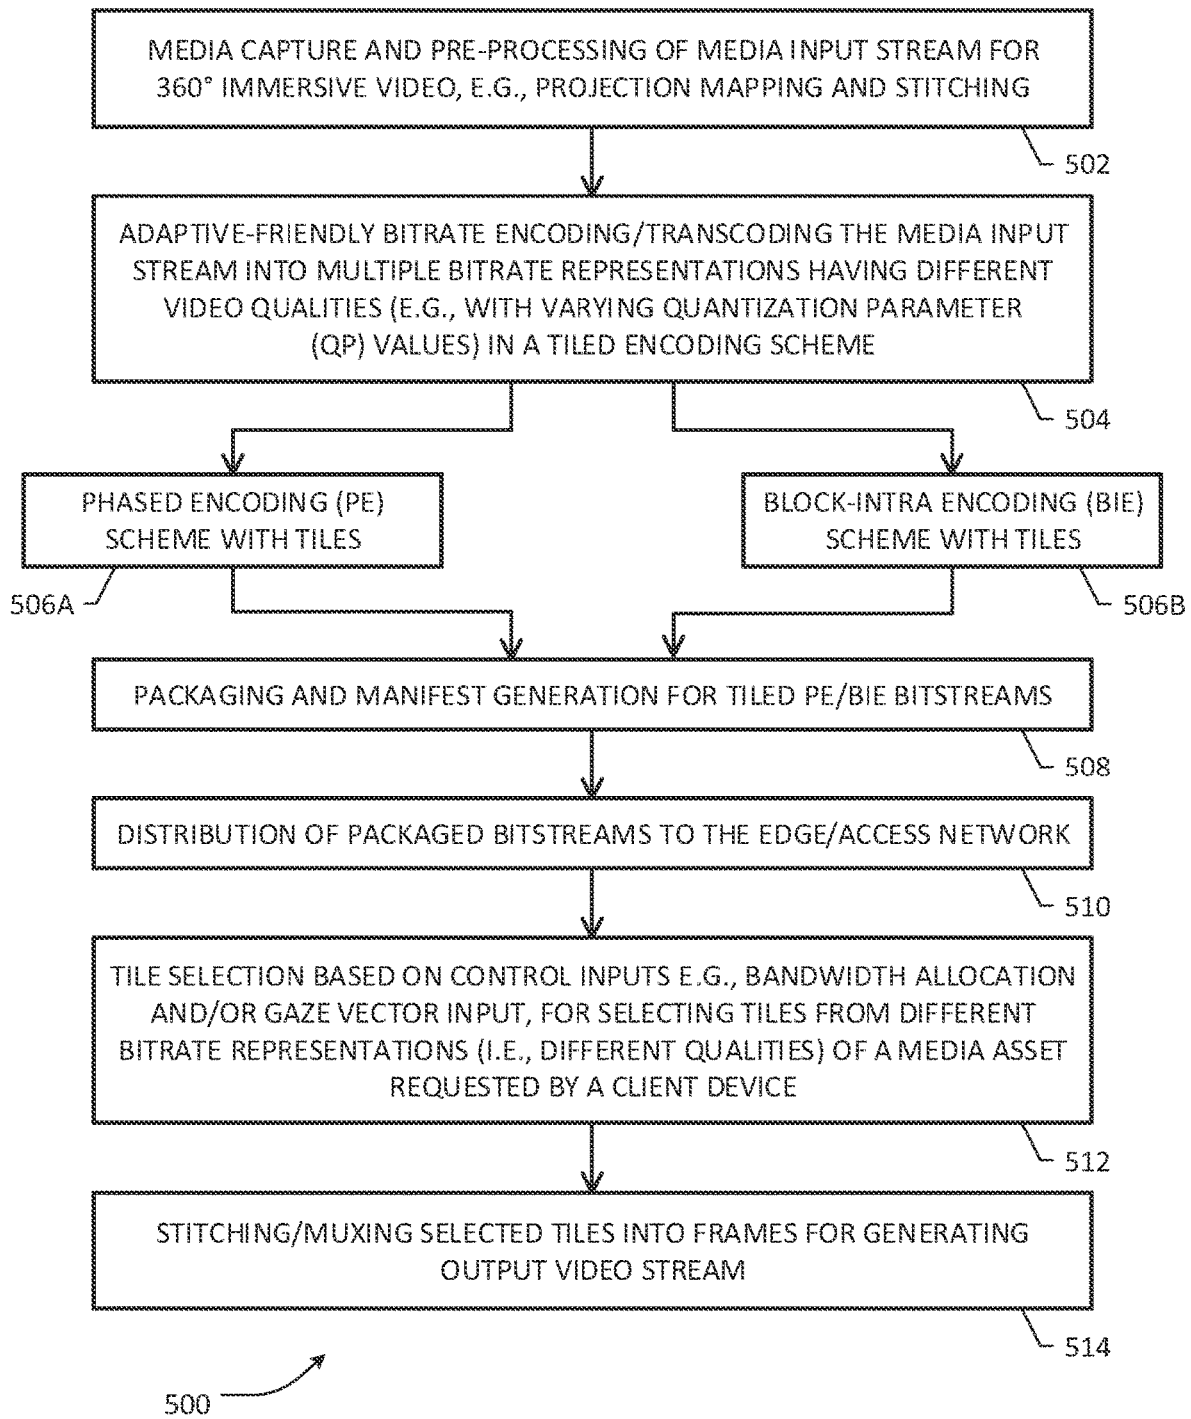 MEDIA CAPTURE AND PRE-PROCESSING OF MEDIA INPUT STREAM FOR
360° IMMERSIVE VIDEO, E.G., PROJECTION MAPPING AND STITCHING
502
ADAPTIVE-FRIENDLY BITRATE ENCODING/TRANSCODING THE MEDIA INPUT
STREAM INTO MULTIPLE BITRATE REPRESENTATIONS HAVING DIFFERENT
VIDEO QUALITIES (E.G., WITH VARYING QUANTIZATION PARAMETER
(QP) VALUES) IN A TILED ENCODING SCHEME
504
PHASED ENCODING (PE)
SCHEME WITH TILES
506A
BLOCK-INTRA ENCODING (BIE)
SCHEME WITH TILES
506B
PACKAGING AND MANIFEST GENERATION FOR TILED PE/BIE BITSTREAMS
508
DISTRIBUTION OF PACKAGED BITSTREAMS TO THE EDGE/ACCESS NETWORK
510
TILE SELECTION BASED ON CONTROL INPUTS E.G., BANDWIDTH ALLOCATION
AND/OR GAZE VECTOR INPUT, FOR SELECTING TILES FROM DIFFERENT
BITRATE REPRESENTATIONS (I.E., DIFFERENT QUALITIES) OF A MEDIA ASSET
REQUESTED BY A CLIENT DEVICE
512
STITCHING/MUXING SELECTED TILES INTO FRAMES FOR GENERATING
OUTPUT VIDEO STREAM
514
500